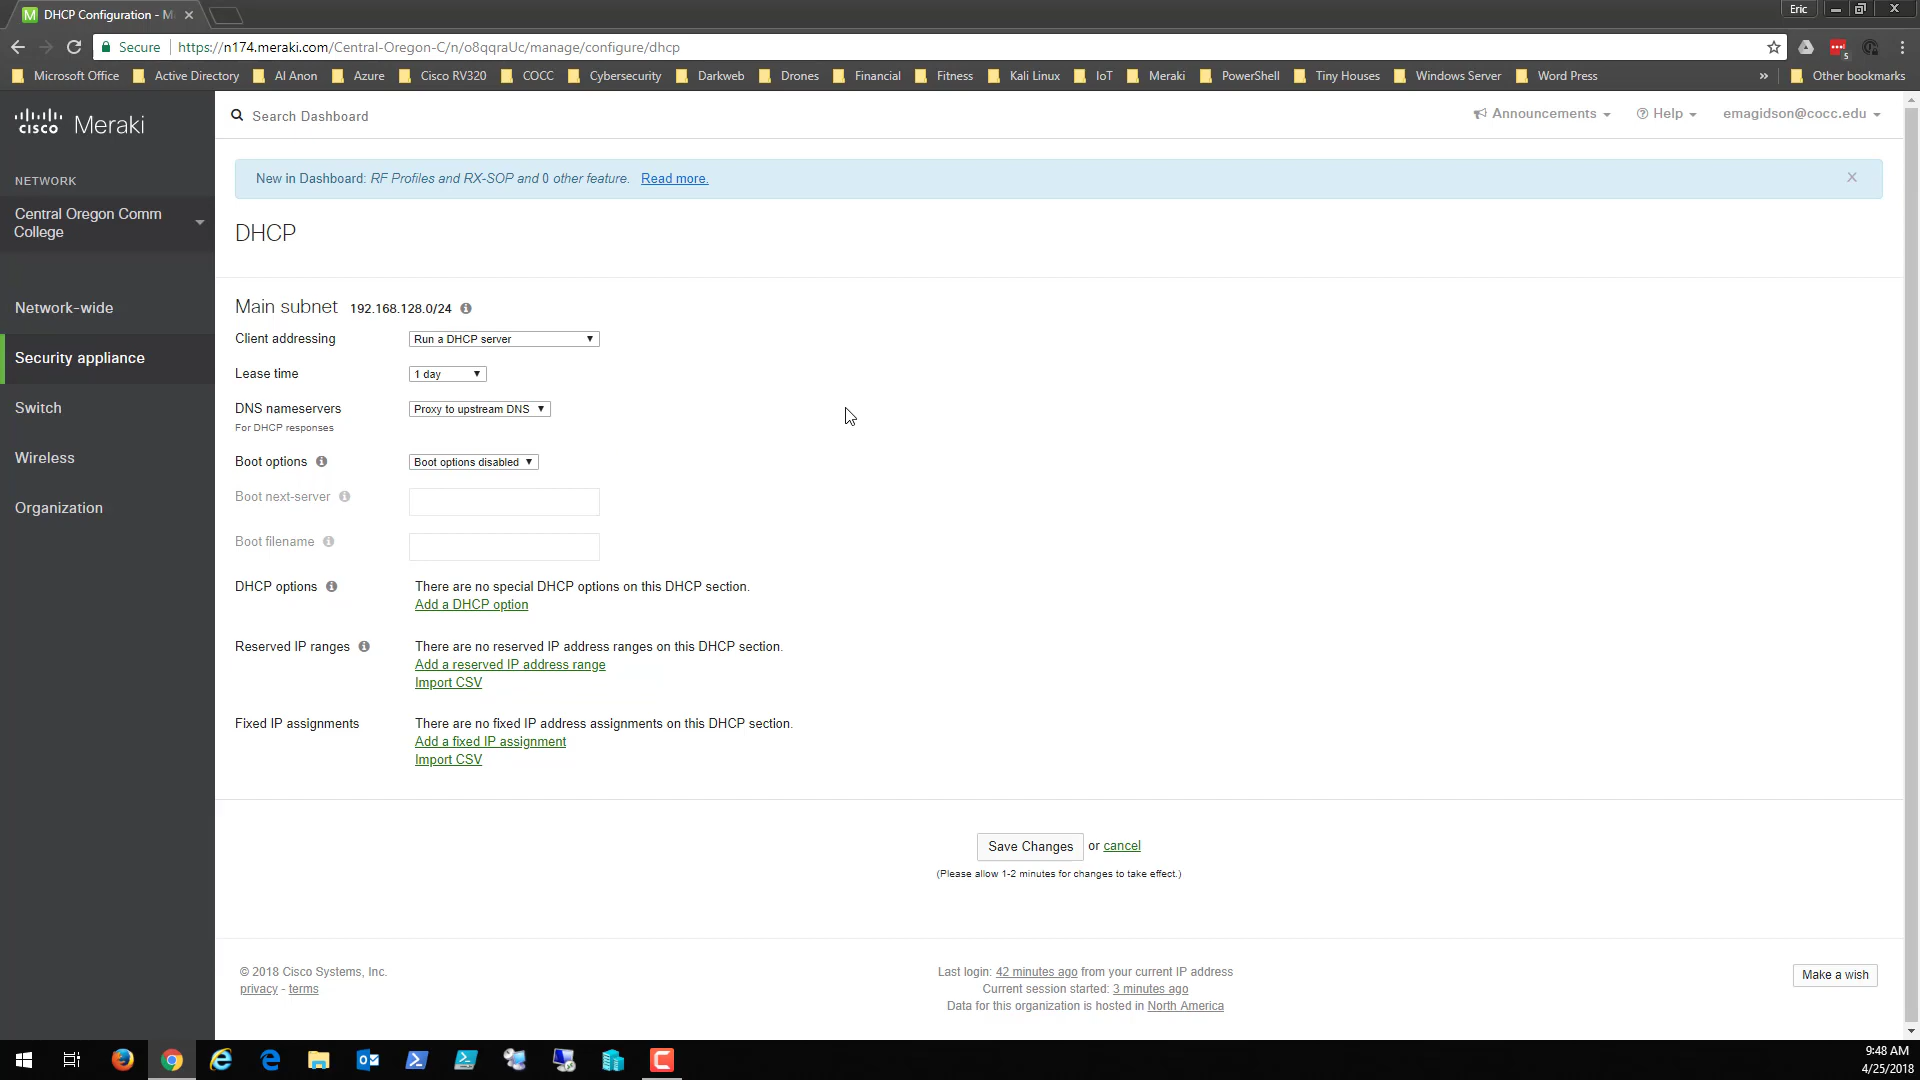 DHCP Configuration - M
Eric
Secure
https://n174.meraki.com/Central-Oregon-C/n/o8qqraUc/manage/configure/dhcp
5
Microsoft Office
Active Directory
AI Anon
Azure
Cisco RV320
COCC
Cybersecurity
Darkweb
Drones
Financial
Fitness
Kali Linux
IoT
Meraki
PowerShell
Tiny Houses
Windows Server
Word Press
»
Other bookmarks
CISCO Meraki
Search Dashboard
Announcements
Help
emagidson@cocc.edu
NETWORK
Central Oregon Comm
College
Network-wide
Security appliance
Switch
Wireless
Organization
New in Dashboard: RF Profiles and RX-SOP and 0 other feature. Read more.
DHCP
Main subnet 192.168.128.0/24
Client addressing Run a DHCP server
Lease time 1 day
DNS nameservers Proxy to upstream DNS
For DHCP responses
Boot options Boot options disabled
Boot next-server
Boot filename
DHCP options There are no special DHCP options on this DHCP section.
Add a DHCP option
Reserved IP ranges There are no reserved IP address ranges on this DHCP section.
Add a reserved IP address range
Import CSV
Fixed IP assignments There are no fixed IP address assignments on this DHCP section.
Add a fixed IP assignment
Import CSV
Save Changes or cancel
(Please allow 1-2 minutes for changes to take effect.)
© 2018 Cisco Systems, Inc.
privacy - terms
Last login: 42 minutes ago from your current IP address
Current session started: 3 minutes ago
Data for this organization is hosted in North America
Make a wish
9:48 AM
4/25/2018